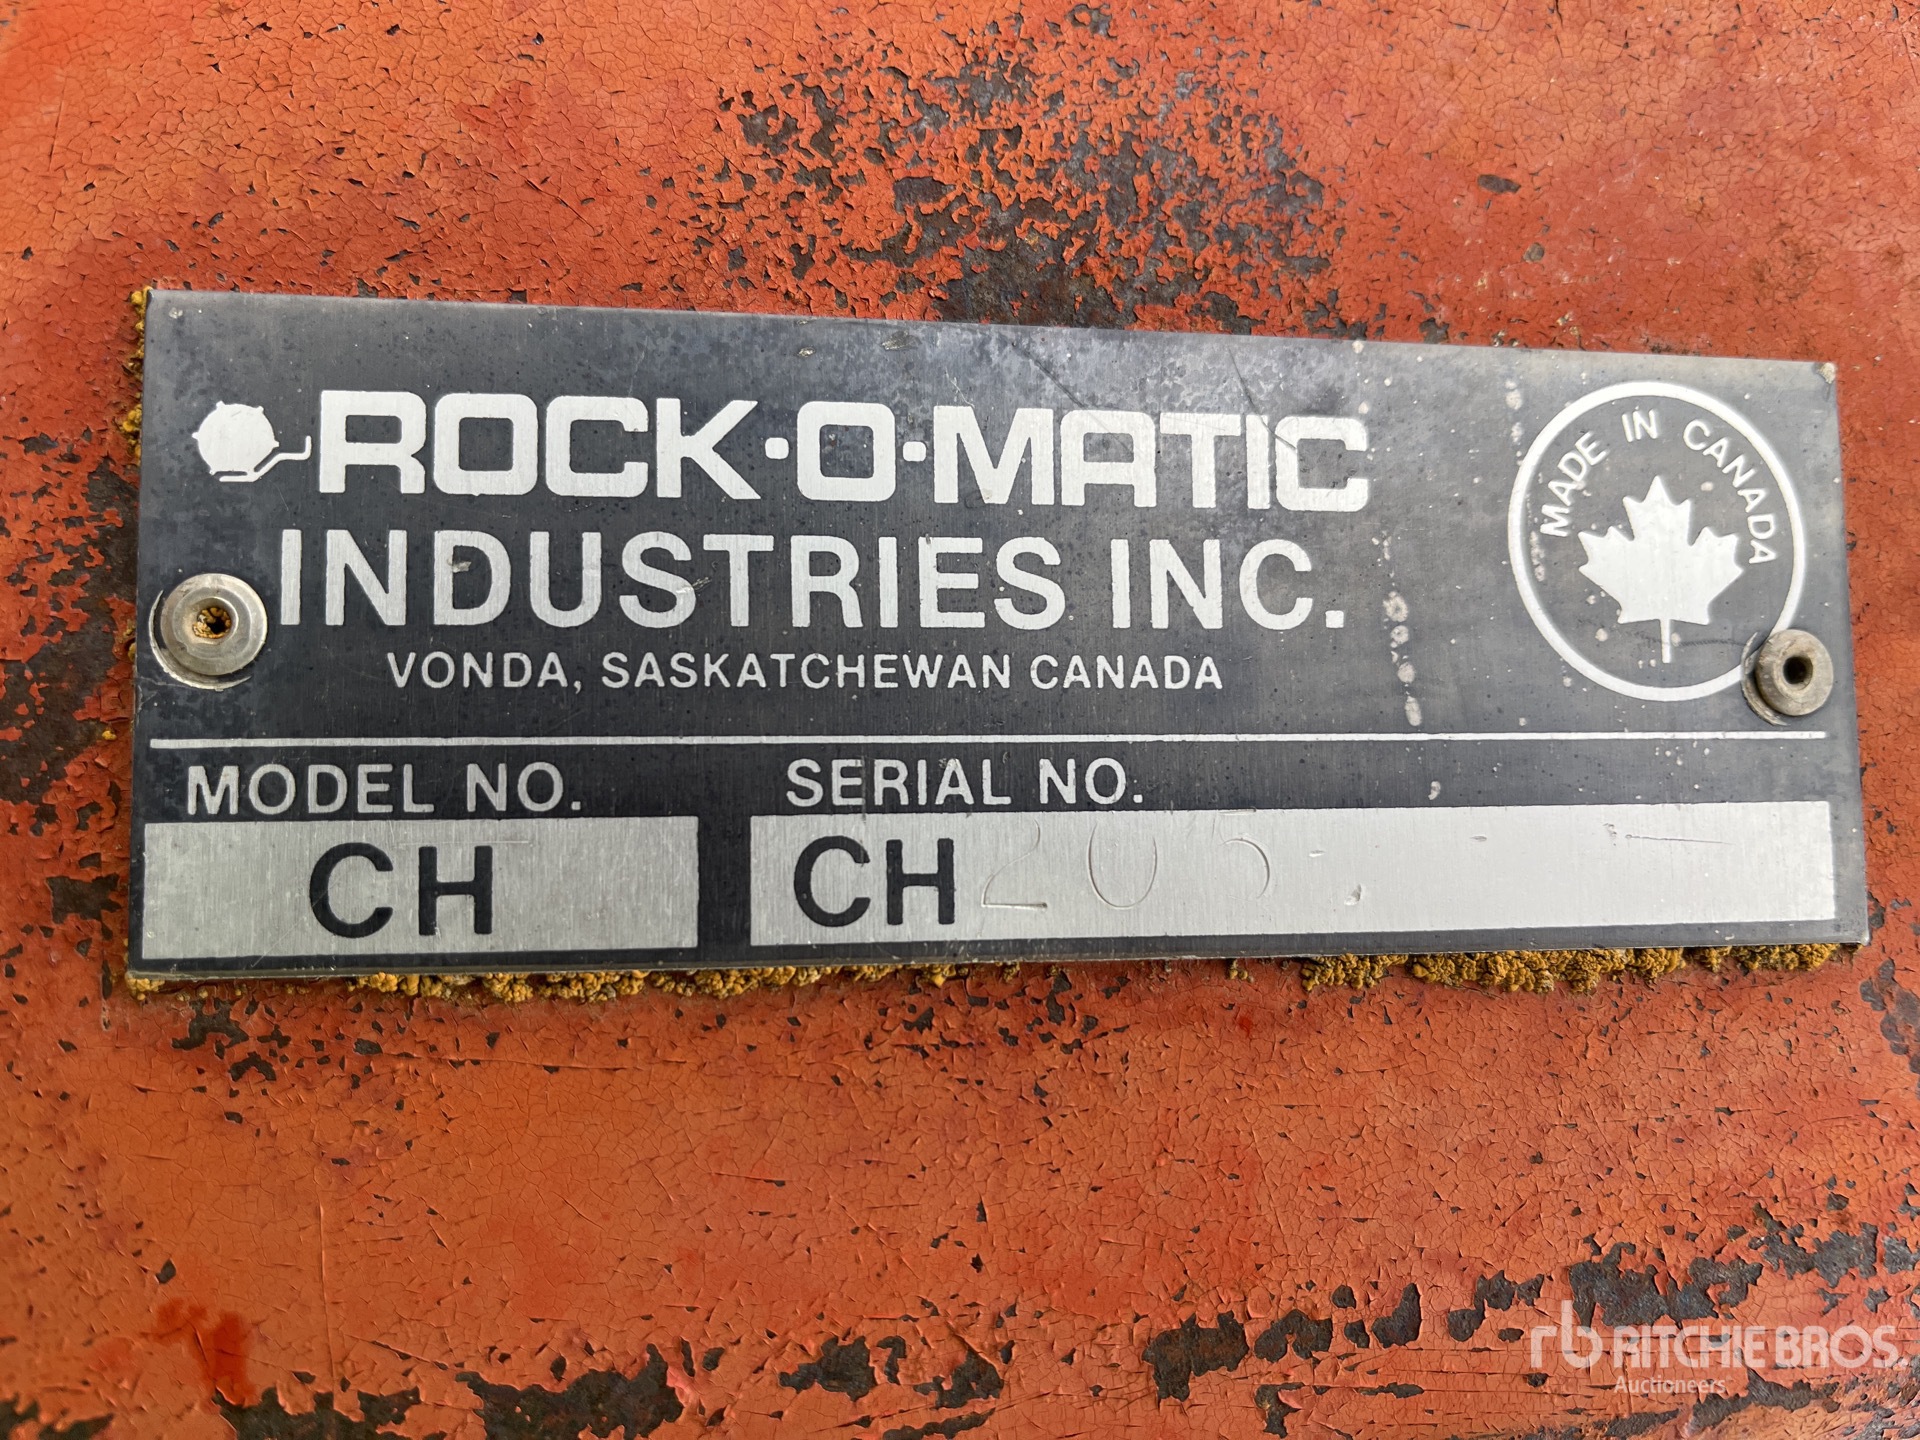 ROCK·O·MATIC
INDUSTRIES INC.
VONDA, SASKATCHEWAN CANADA
MADE IN CANADA
MODEL NO. SERIAL NO.
CH CH205
rb RITCHIE BROS.
Auctioneers